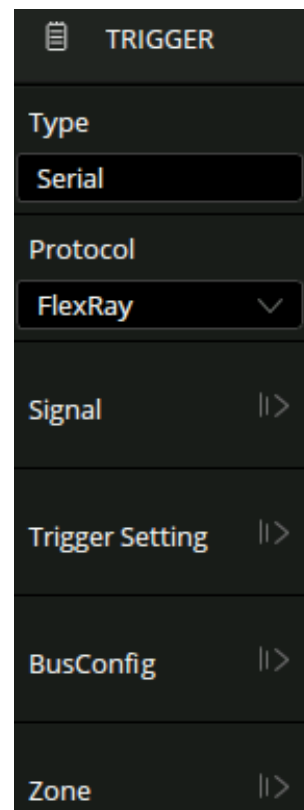 TRIGGER
Type
Serial
Protocol
FlexRay
Signal
Trigger Setting
BusConfig
Zone